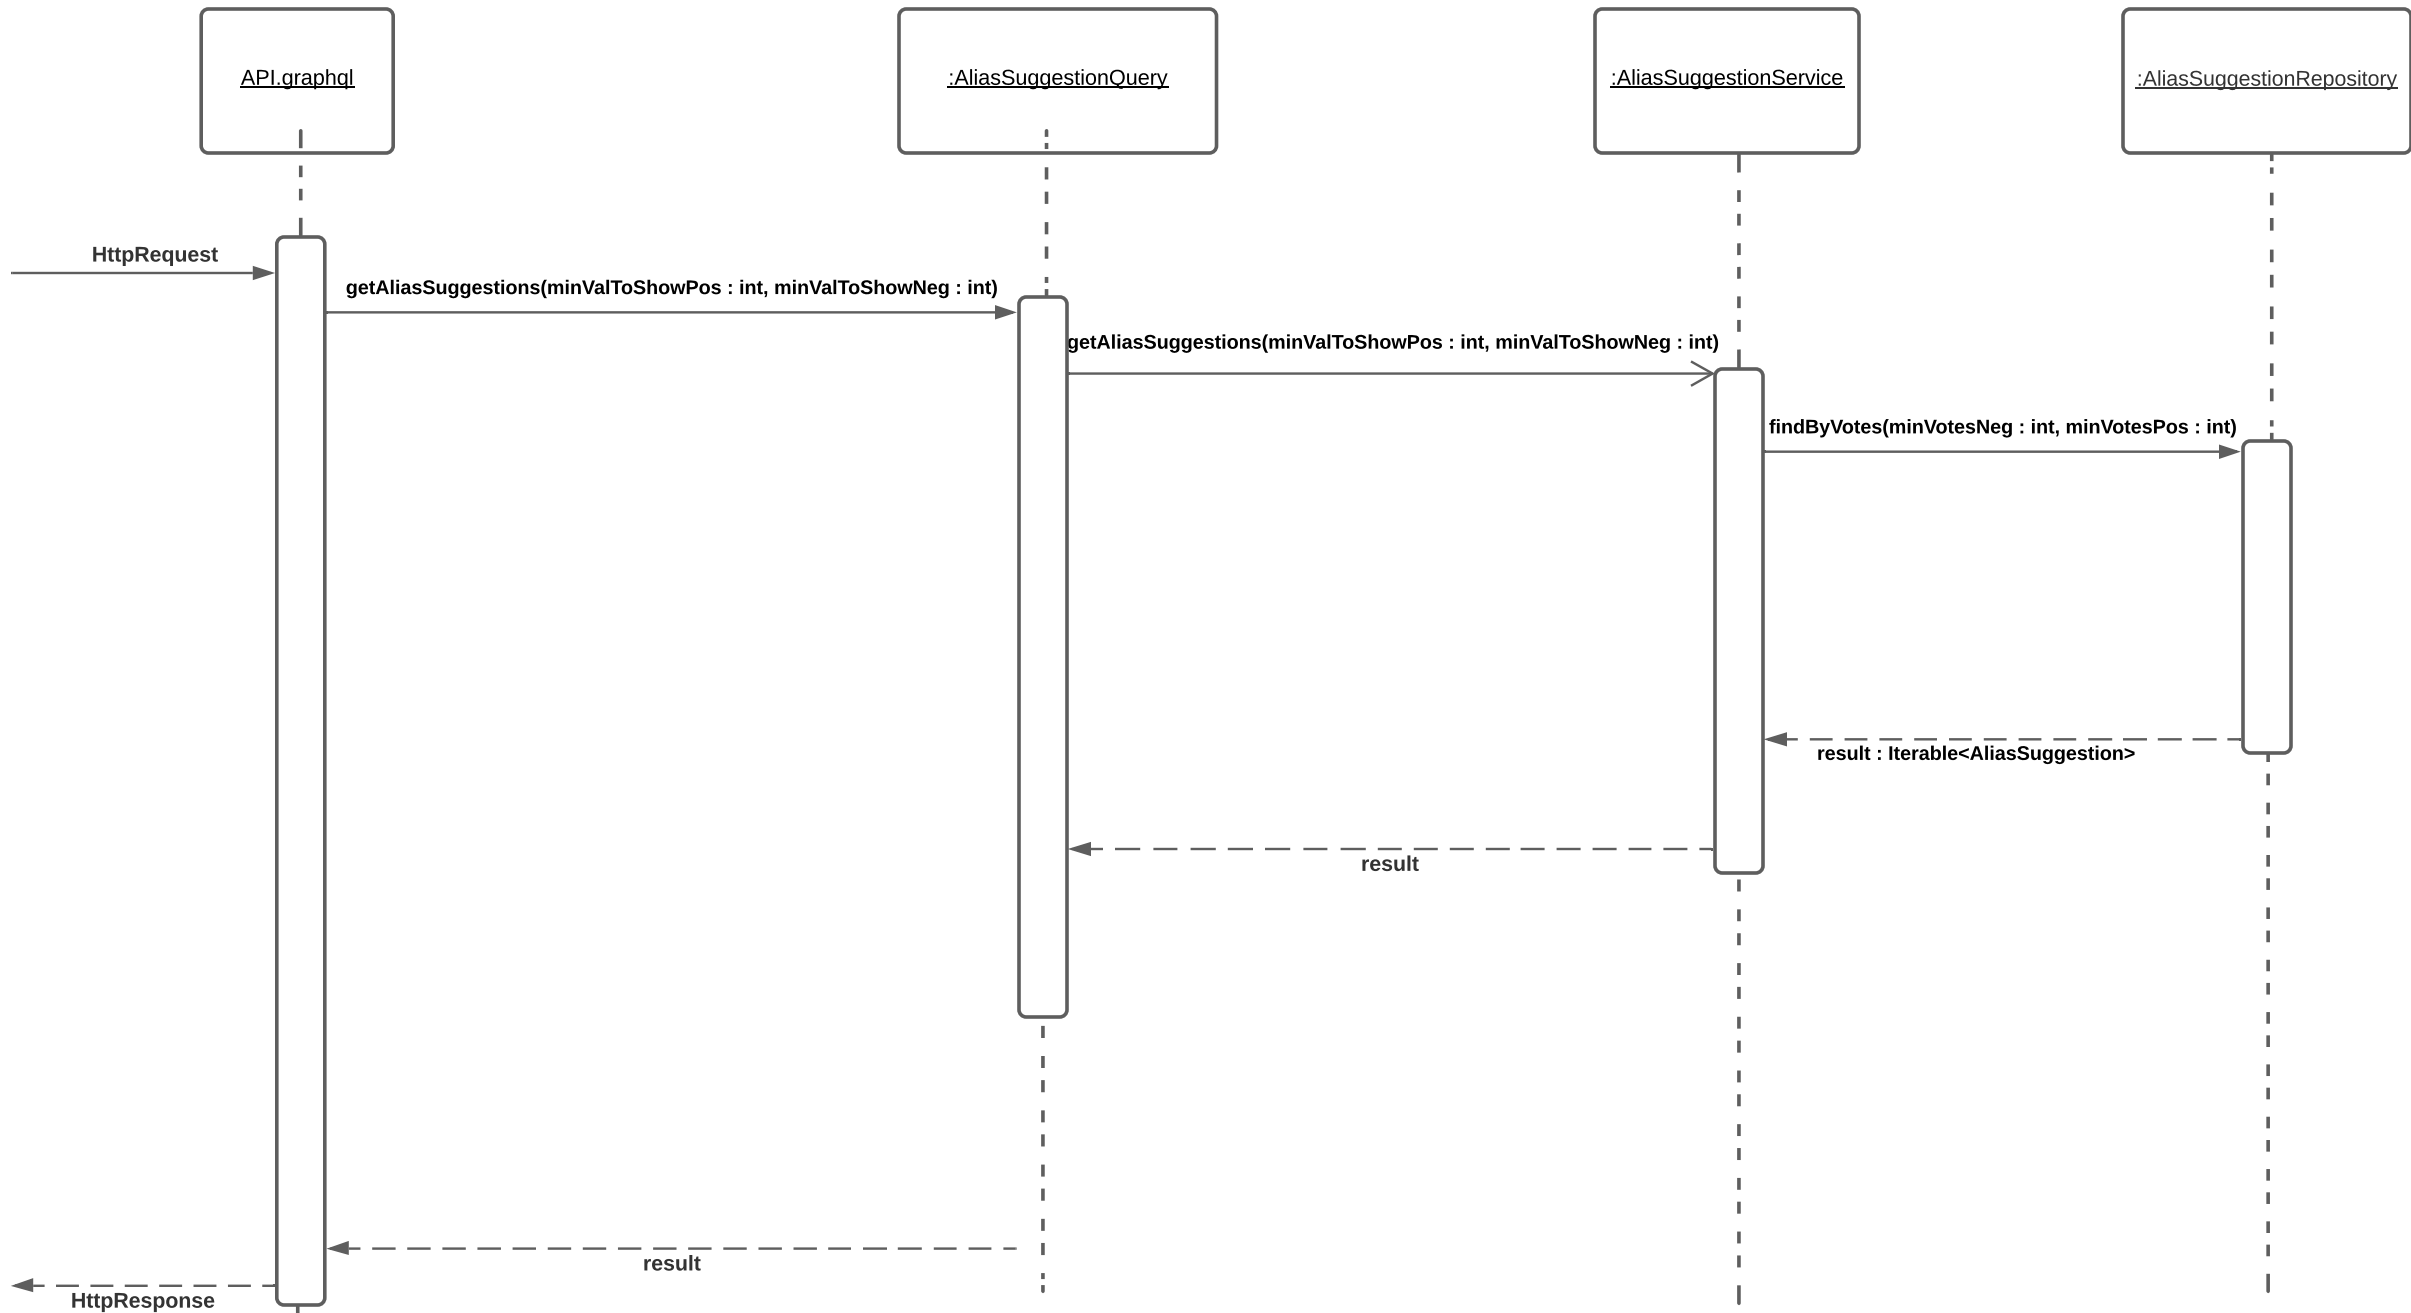 API.graphql
:AliasSuggestionQuery
:AliasSuggestionService
:AliasSuggestionRepository
HttpRequest
getAliasSuggestions(minValToShowPos : int, minValToShowNeg : int)
getAliasSuggestions(minValToShowPos : int, minValToShowNeg : int)
findByVotes(minVotesNeg : int, minVotesPos : int)
result : Iterable<AliasSuggestion>
result
result
HttpResponse